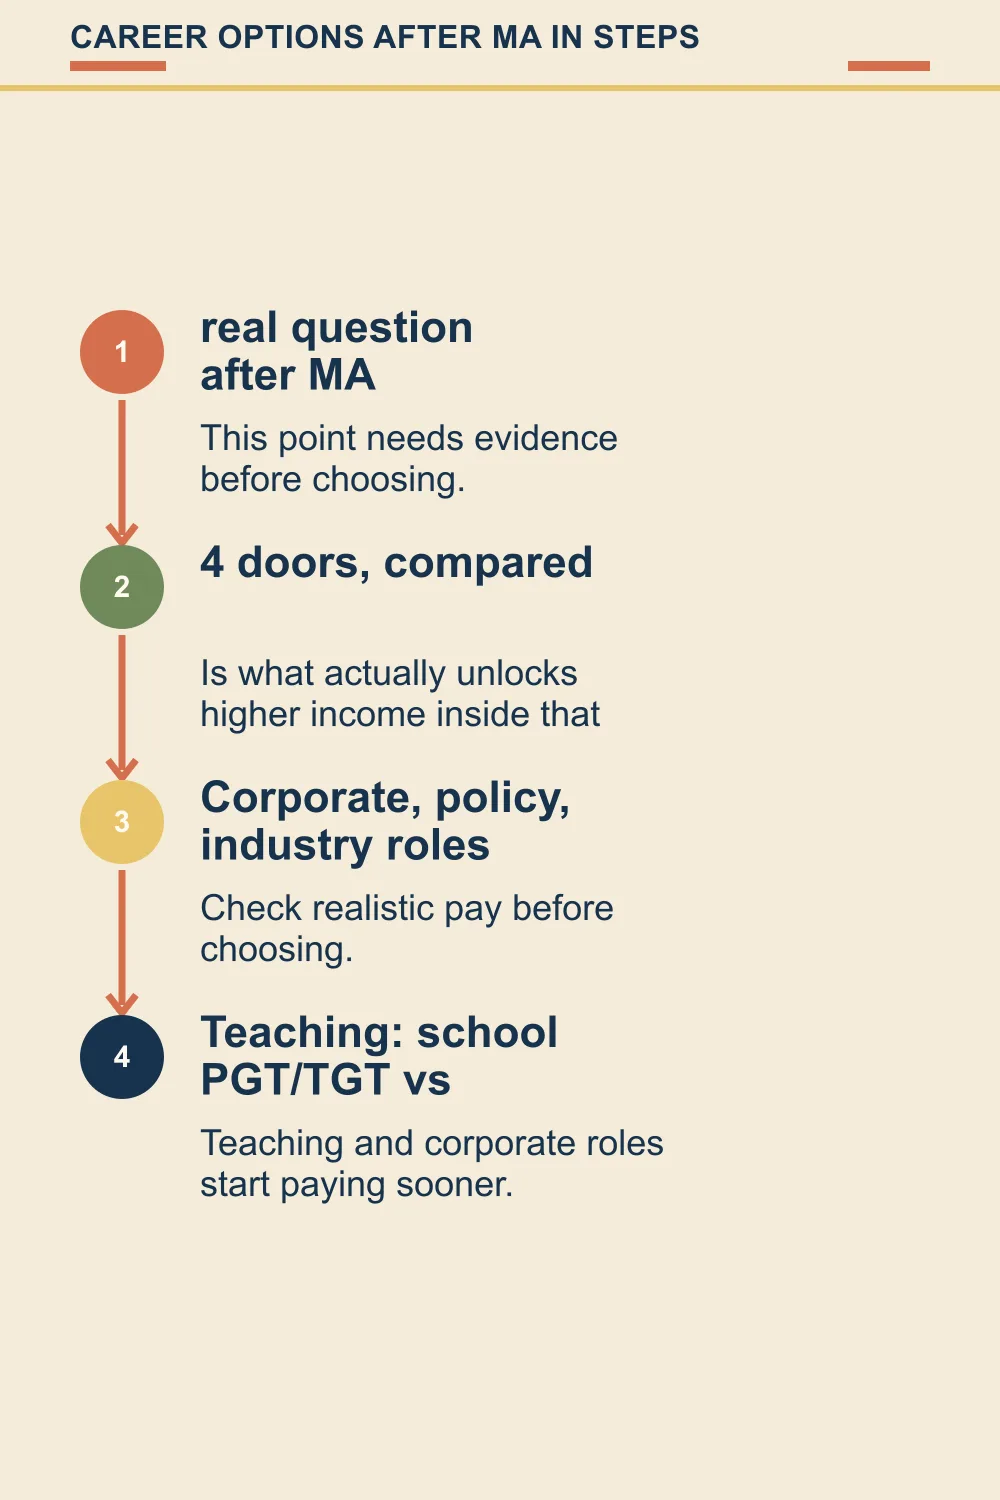 CAREER OPTIONS AFTER MA IN STEPS
1
real question
after MA
This point needs evidence
before choosing.
2
4 doors, compared
Is what actually unlocks
higher income inside that
3
Corporate, policy,
industry roles
Check realistic pay before
choosing.
4
Teaching: school
PGT/TGT vs
Teaching and corporate roles
start paying sooner.